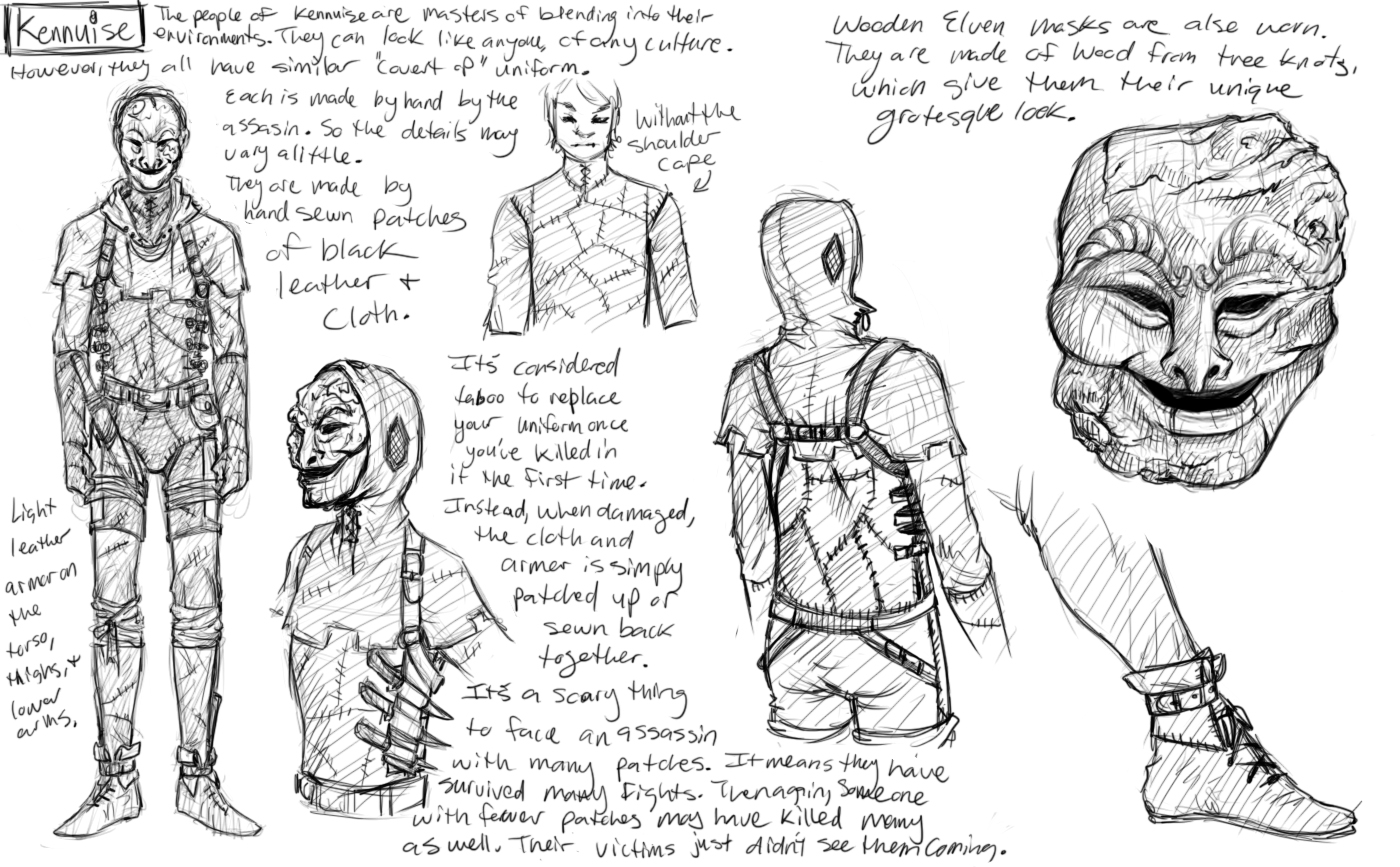 Kennuise
The people of Kennuise are masters of blending into their
environments. They can look like anyone, of any culture.
However, they all have similar "covert op" uniform.
Each is made by hand by the
assasin. So the details may
vary a little.
They are made by
hand sewn patches
of black
leather +
cloth.
Without the
shoulder
cape
Wooden Elven masks are also worn.
They are made of wood from tree knots,
which give them their unique
grotesque look.
It's considered
taboo to replace
your uniform once
you've killed in
it the first time.
Instead, when damaged,
the cloth and
armer is simply
patched up or
sewn back
together.
It's a scary thing
to face an assassin
with many patches. It means they have
survived many fights. Then again, someone
with fewer patches may have killed many
as well. Their victims just didn't see them coming.
Light
leather
armor on
the
torso,
thighs, +
lower
arms.